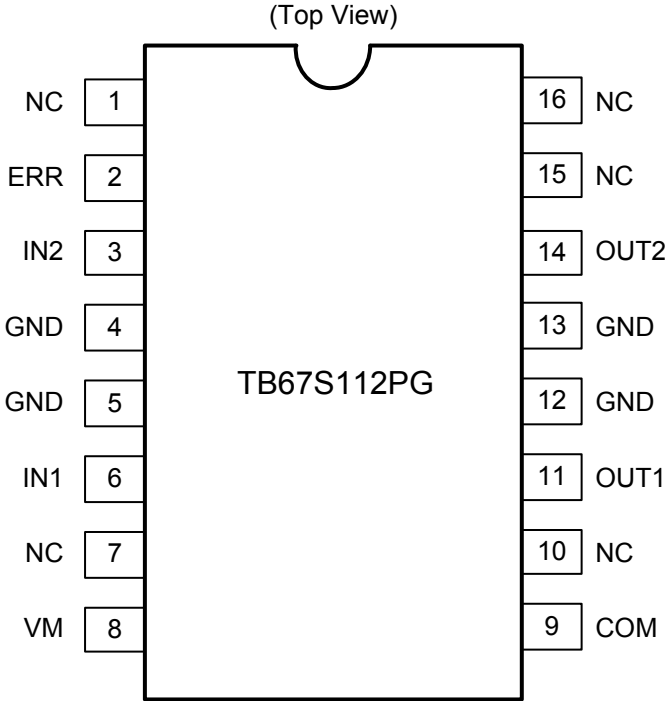 (Top View)
NC 1 16 NC
ERR 2 15 NC
IN2 3 14 OUT2
GND 4 13 GND
GND 5 12 GND
TB67S112PG
IN1 6 11 OUT1
NC 7 10 NC
VM 8 9 COM